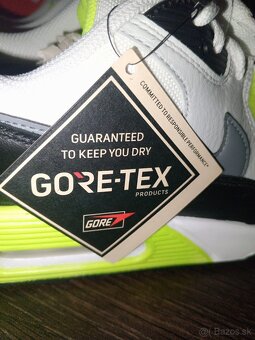 GUARANTEED
TO KEEP YOU DRY
GORE-TEX
PRODUCTS
GORE
COMMITTED TO RESPONSIBLE PERFORMANCE
Bazos.sk